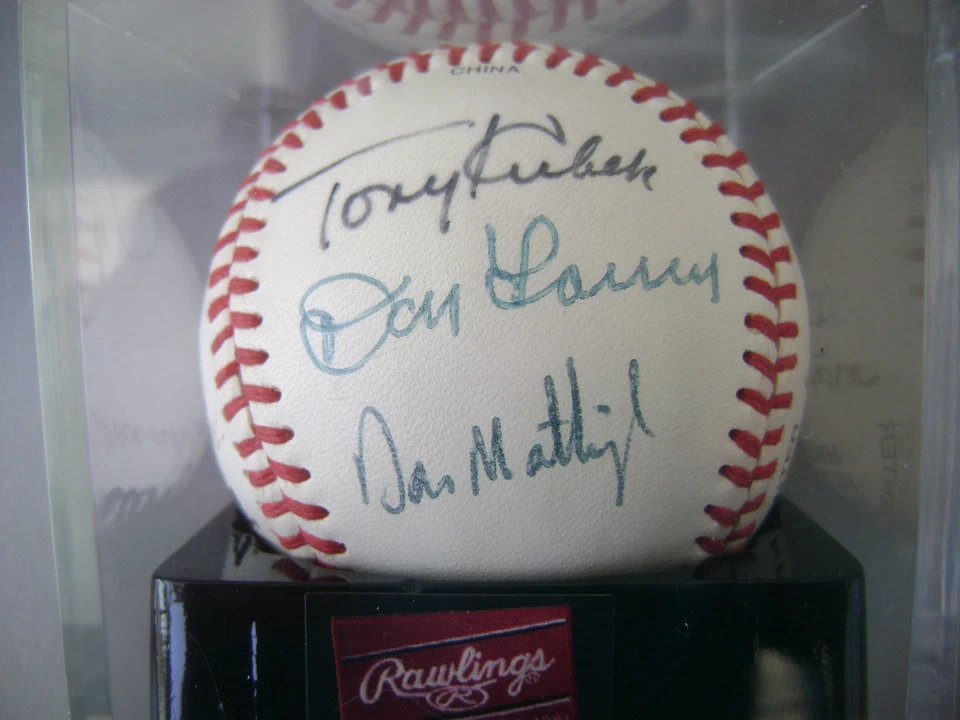 CHINA
Tony Kubek
Don Larsen
Don Mattingly
Rawlings®
R